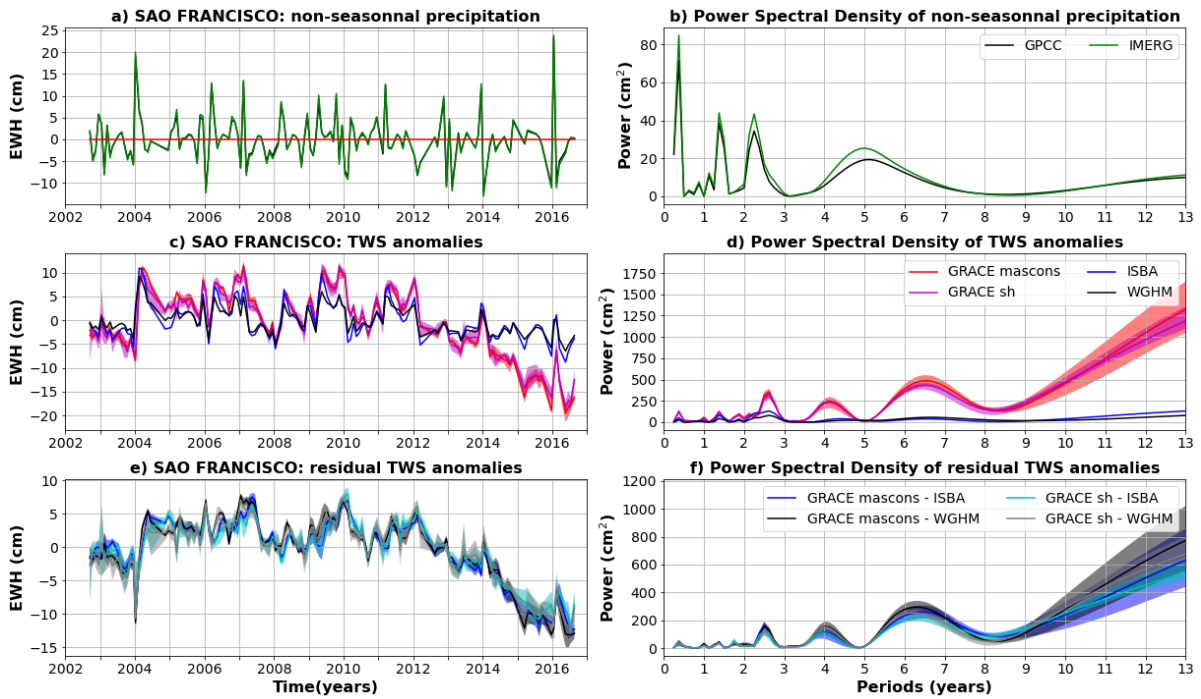 a) SAO FRANCISCO: non-seasonnal precipitation
EWH (cm)
25
20
15
10
5
0
−5
−10
2002
2004
2006
2008
2010
2012
2014
2016
b) Power Spectral Density of non-seasonnal precipitation
Power (cm²)
80
60
40
20
0
GPCC
IMERG
0 1 2 3 4 5 6 7 8 9 10 11 12 13
c) SAO FRANCISCO: TWS anomalies
EWH (cm)
10
5
0
−5
−10
−15
−20
2002
2004
2006
2008
2010
2012
2014
2016
d) Power Spectral Density of TWS anomalies
Power (cm²)
1750
1500
1250
1000
750
500
250
0
GRACE mascons
GRACE sh
ISBA
WGHM
0 1 2 3 4 5 6 7 8 9 10 11 12 13
e) SAO FRANCISCO: residual TWS anomalies
EWH (cm)
10
5
0
−5
−10
−15
2002
2004
2006
2008
2010
2012
2014
2016
Time(years)
f) Power Spectral Density of residual TWS anomalies
Power (cm²)
1200
1000
800
600
400
200
0
GRACE mascons - ISBA
GRACE mascons - WGHM
GRACE sh - ISBA
GRACE sh - WGHM
0 1 2 3 4 5 6 7 8 9 10 11 12 13
Periods (years)